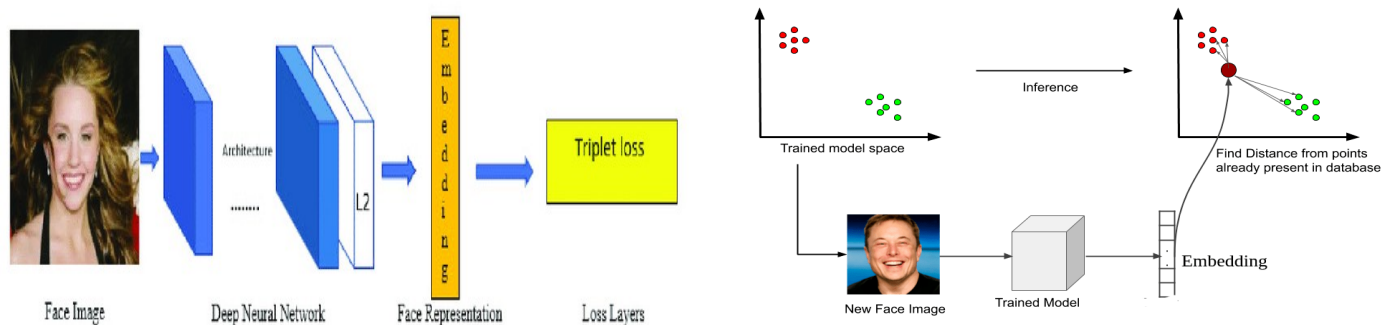 Architecture
........
L2
Embedding
Triplet loss
Face Image
Deep Neural Network
Face Representation
Loss Layers
Trained model space
Inference
Find Distance from points
already present in database
New Face Image
Trained Model
Embedding